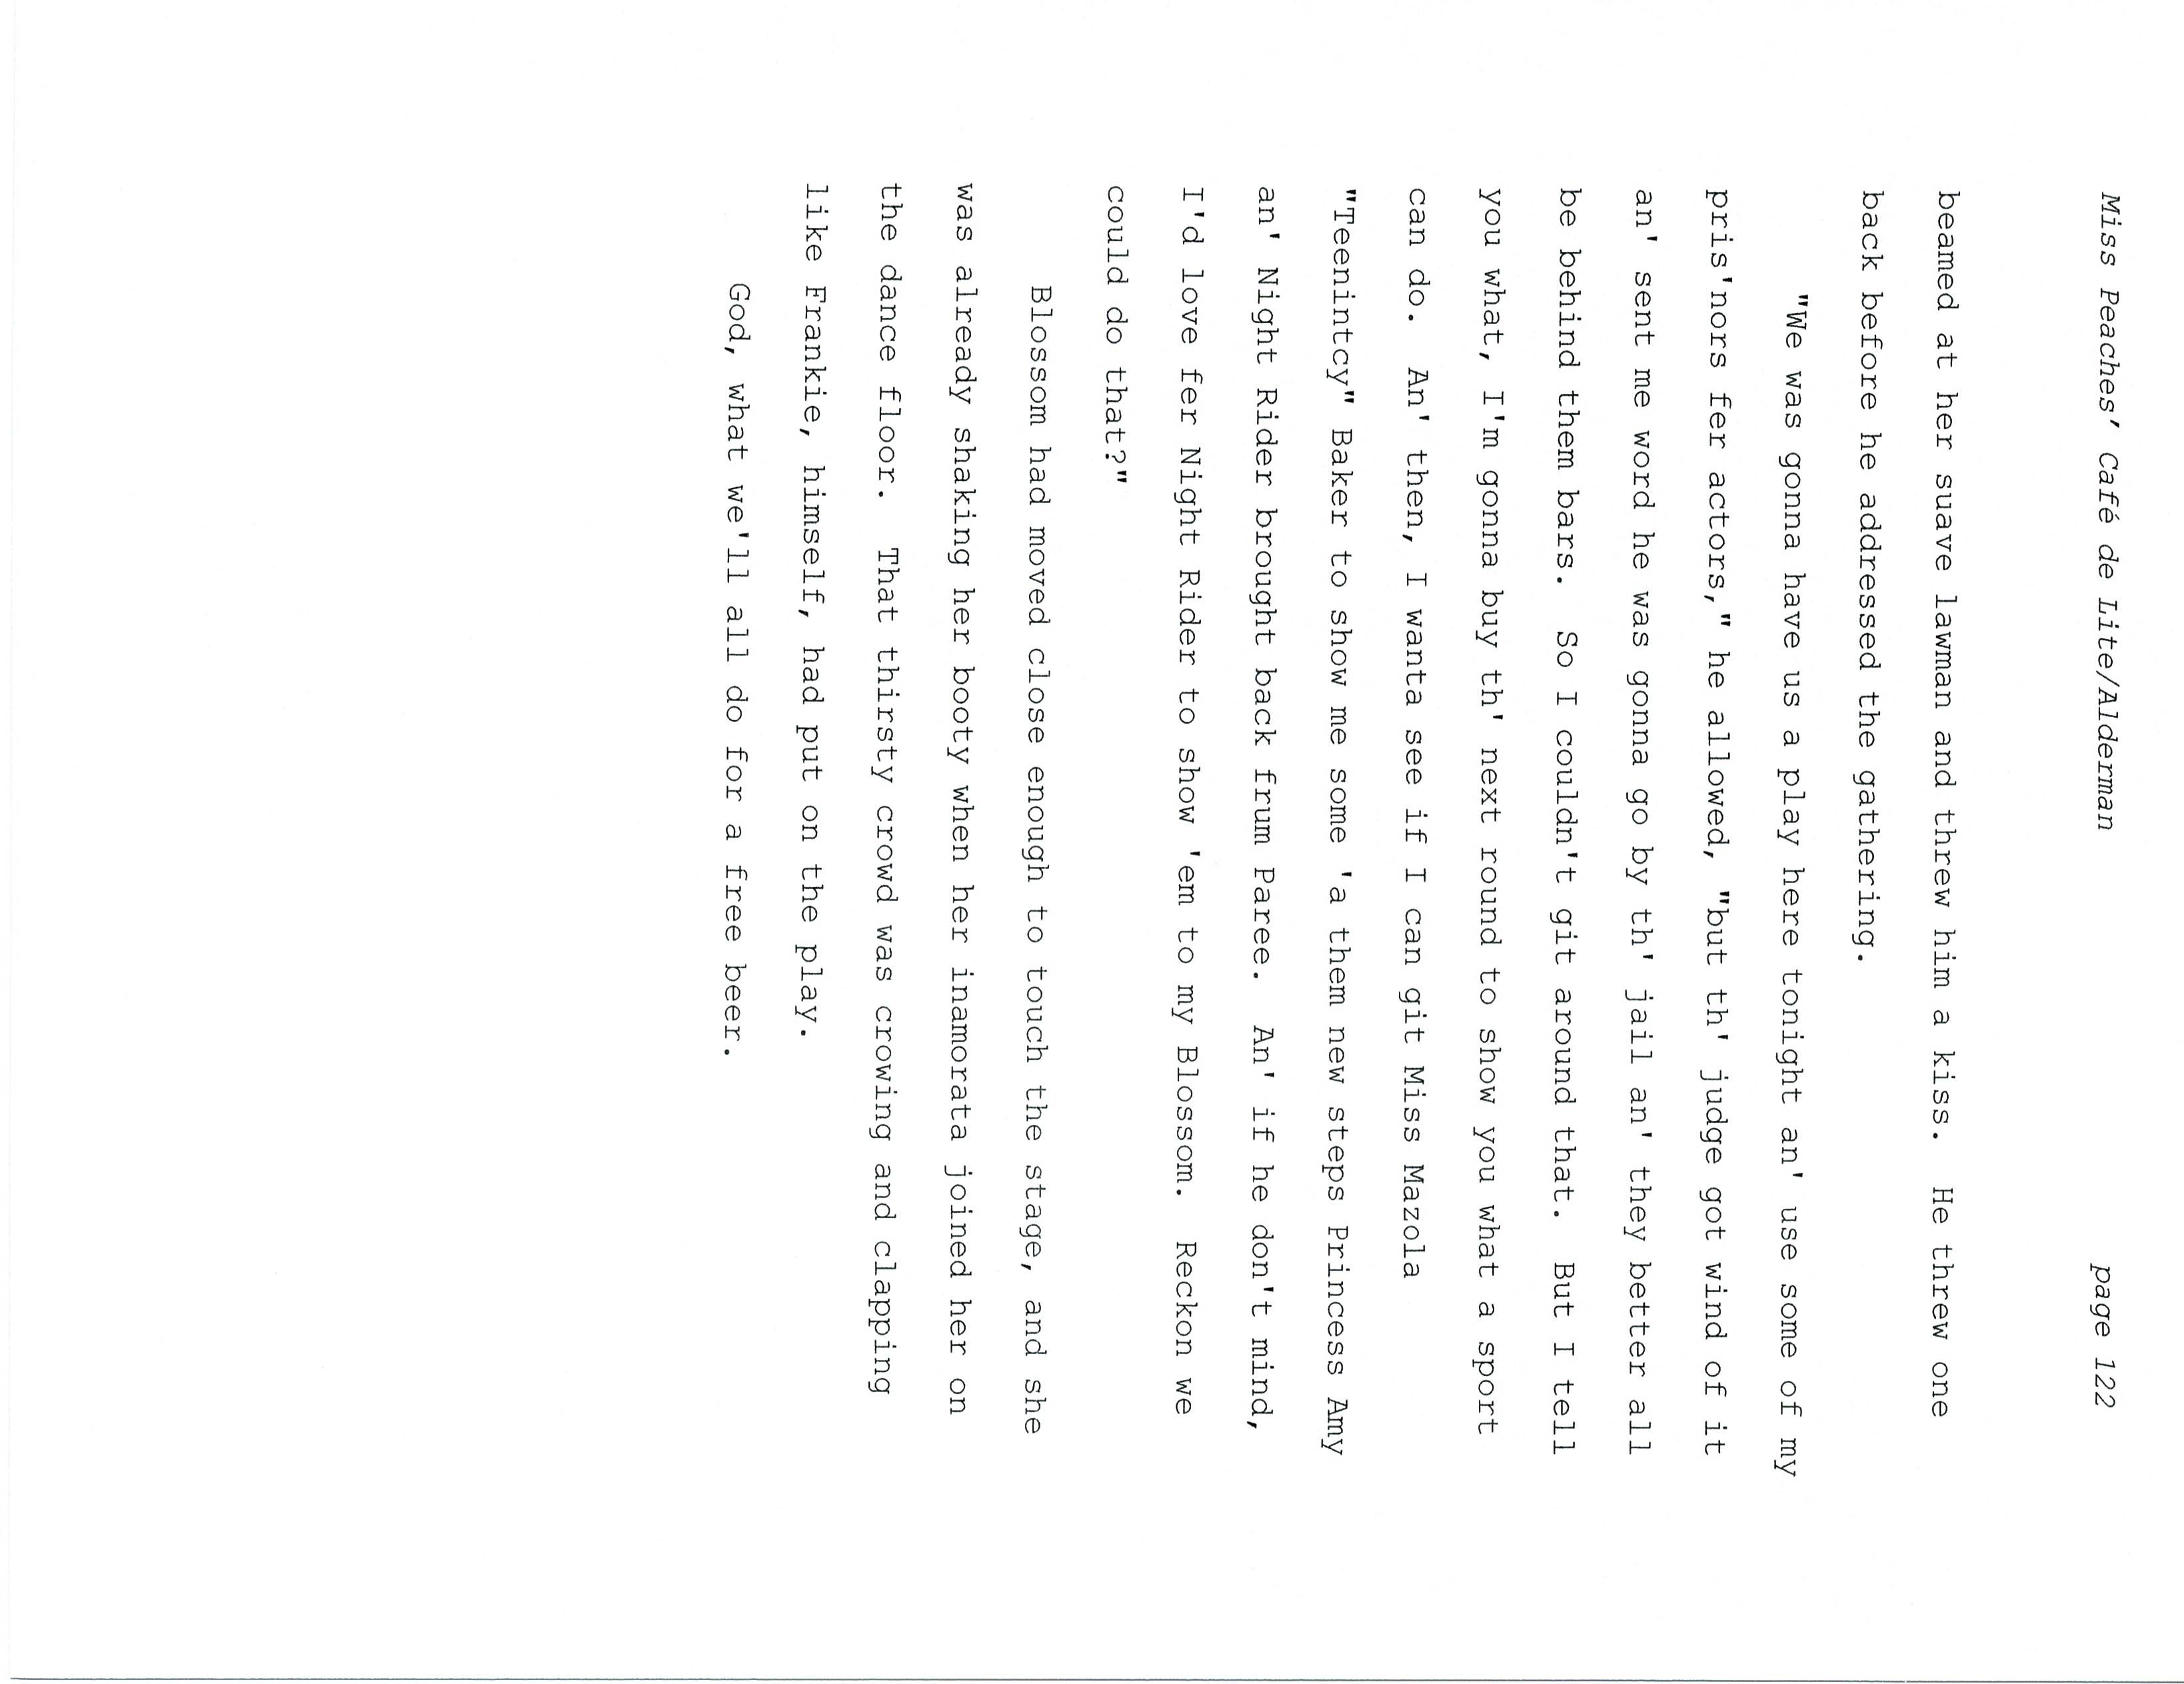 Miss Peaches' Café de Lite/Alderman page 122
beamed at her suave lawman and threw him a kiss.  He threw one
back before he addressed the gathering.
"We was gonna have us a play here tonight an' use some of my
pris'nors fer actors," he allowed, "but th' judge got wind of it
an' sent me word he was gonna go by th' jail an' they better all
be behind them bars.  So I couldn't git around that.  But I tell
you what, I'm gonna buy th' next round to show you what a sport
can do.  An' then, I wanta see if I can git Miss Mazola
"Teenintcy" Baker to show me some 'a them new steps Princess Amy
an' Night Rider brought back frum Paree.  An' if he don't mind,
I'd love fer Night Rider to show 'em to my Blossom.  Reckon we
could do that?"
Blossom had moved close enough to touch the stage, and she
was already shaking her booty when her inamorata joined her on
the dance floor.  That thirsty crowd was crowing and clapping
like Frankie, himself, had put on the play.
God, what we'll all do for a free beer.